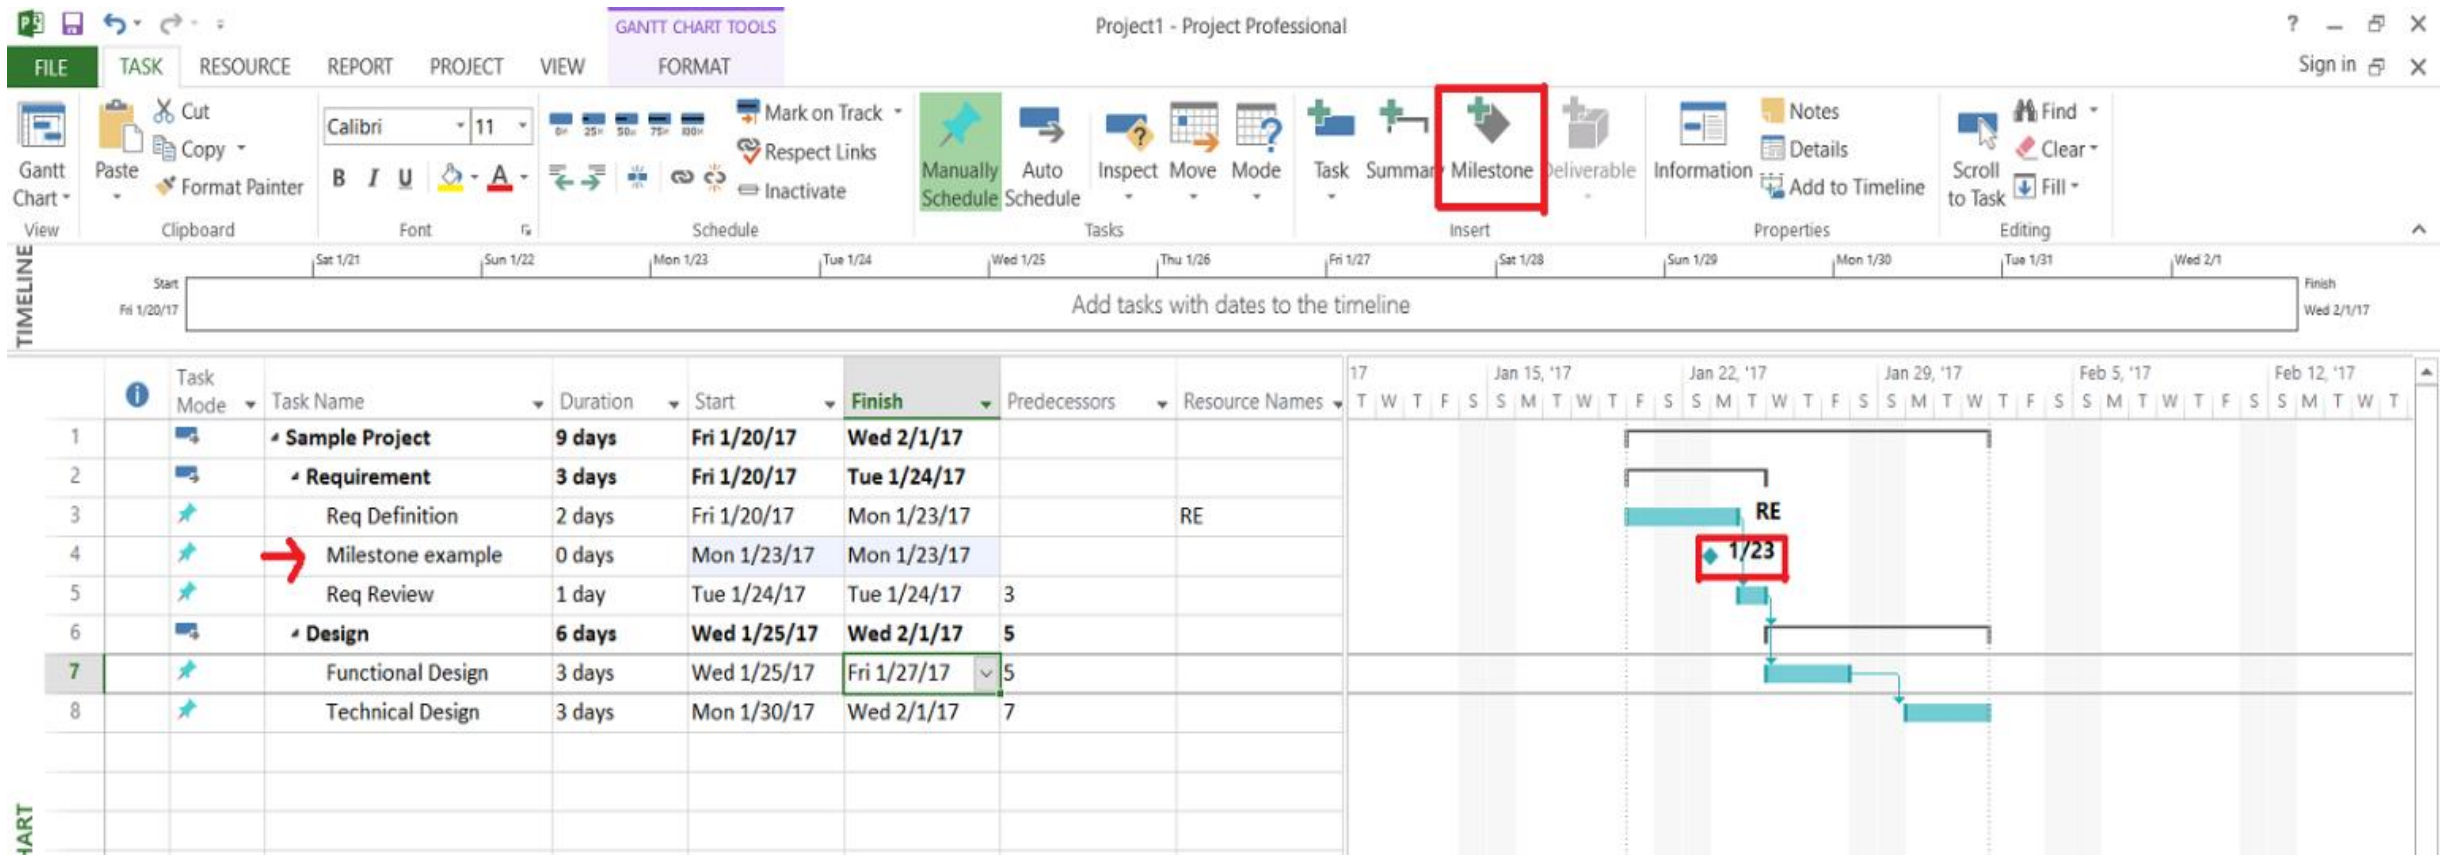 GANTT CHART TOOLS
Project1 - Project Professional
?
FILE TASK RESOURCE REPORT PROJECT VIEW FORMAT
Sign in
Gantt Chart
View
Paste
Cut
Copy
Format Painter
Clipboard
Calibri 11
B I U A
Font
0% 25% 50% 75% 100%
Mark on Track
Respect Links
Inactivate
Schedule
Manually Schedule
Auto Schedule
Inspect
Move
Mode
Tasks
Task
Summary
Milestone
Deliverable
Insert
Information
Notes
Details
Add to Timeline
Properties
Scroll to Task
Find
Clear
Fill
Editing
TIMELINE
Sat 1/21 Sun 1/22 Mon 1/23 Tue 1/24 Wed 1/25 Thu 1/26 Fri 1/27 Sat 1/28 Sun 1/29 Mon 1/30 Tue 1/31 Wed 2/1
Start
Fri 1/20/17
Add tasks with dates to the timeline
Finish
Wed 2/1/17
Task Mode Task Name Duration Start Finish Predecessors Resource Names
17 Jan 15, '17 Jan 22, '17 Jan 29, '17 Feb 5, '17 Feb 12, '17
T W T F S S M T W T F S S M T W T F S S M T W T F S S M T W T F S S M T W T
1 Sample Project 9 days Fri 1/20/17 Wed 2/1/17
2 Requirement 3 days Fri 1/20/17 Tue 1/24/17
3 Req Definition 2 days Fri 1/20/17 Mon 1/23/17 RE
RE
4 Milestone example 0 days Mon 1/23/17 Mon 1/23/17
1/23
5 Req Review 1 day Tue 1/24/17 Tue 1/24/17 3
6 Design 6 days Wed 1/25/17 Wed 2/1/17 5
7 Functional Design 3 days Wed 1/25/17 Fri 1/27/17 5
8 Technical Design 3 days Mon 1/30/17 Wed 2/1/17 7